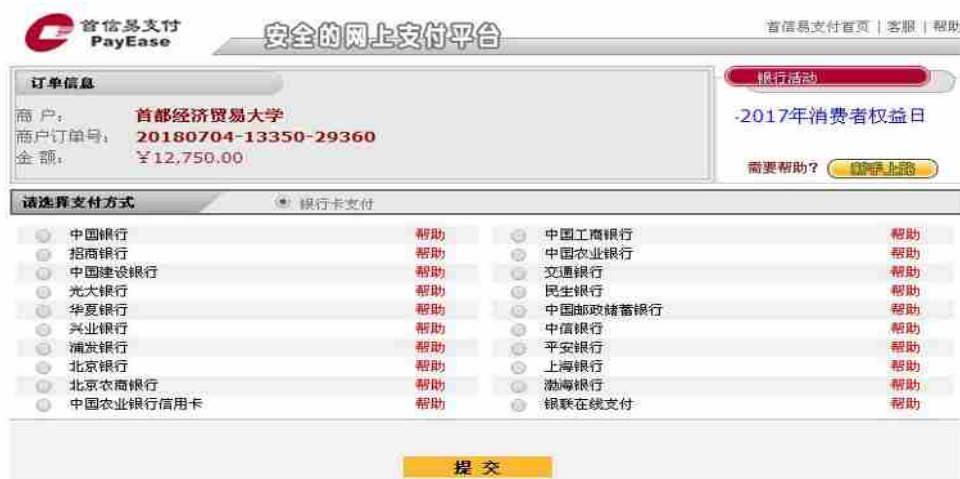 首信易支付
PayEase
安全的网上支付平台
首信易支付首页 | 客服 | 帮助
订单信息
商 户: 首都经济贸易大学
商户订单号: 20180704-13350-29360
金 额: ￥12,750.00
银行活动
·2017年消费者权益日
需要帮助? 新手上路
请选择支付方式 银行卡支付
中国银行 帮助 中国工商银行 帮助
招商银行 帮助 中国农业银行 帮助
中国建设银行 帮助 交通银行 帮助
光大银行 帮助 民生银行 帮助
华夏银行 帮助 中国邮政储蓄银行 帮助
兴业银行 帮助 中信银行 帮助
浦发银行 帮助 平安银行 帮助
北京银行 帮助 上海银行 帮助
北京农商银行 帮助 渤海银行 帮助
中国农业银行信用卡 帮助 银联在线支付 帮助
提 交